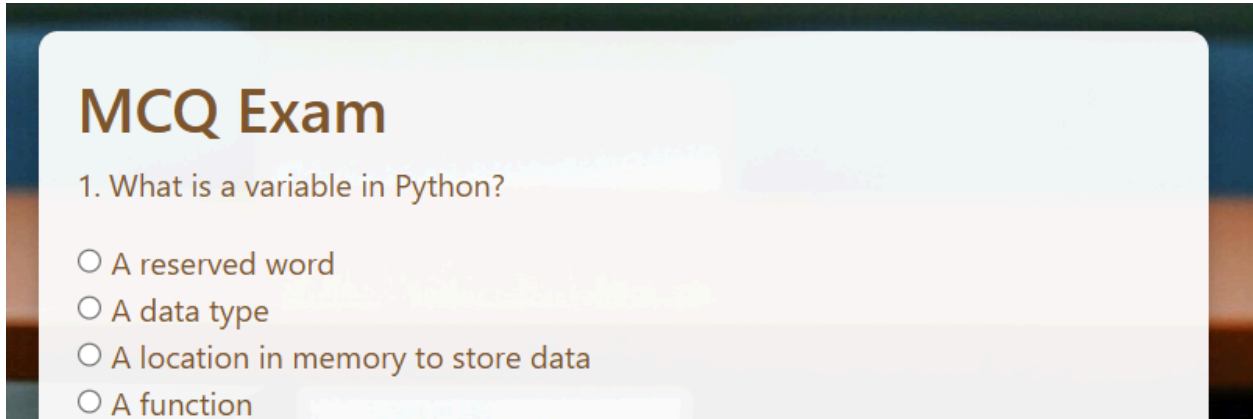 MCQ Exam
1. What is a variable in Python?
A reserved word
A data type
A location in memory to store data
A function